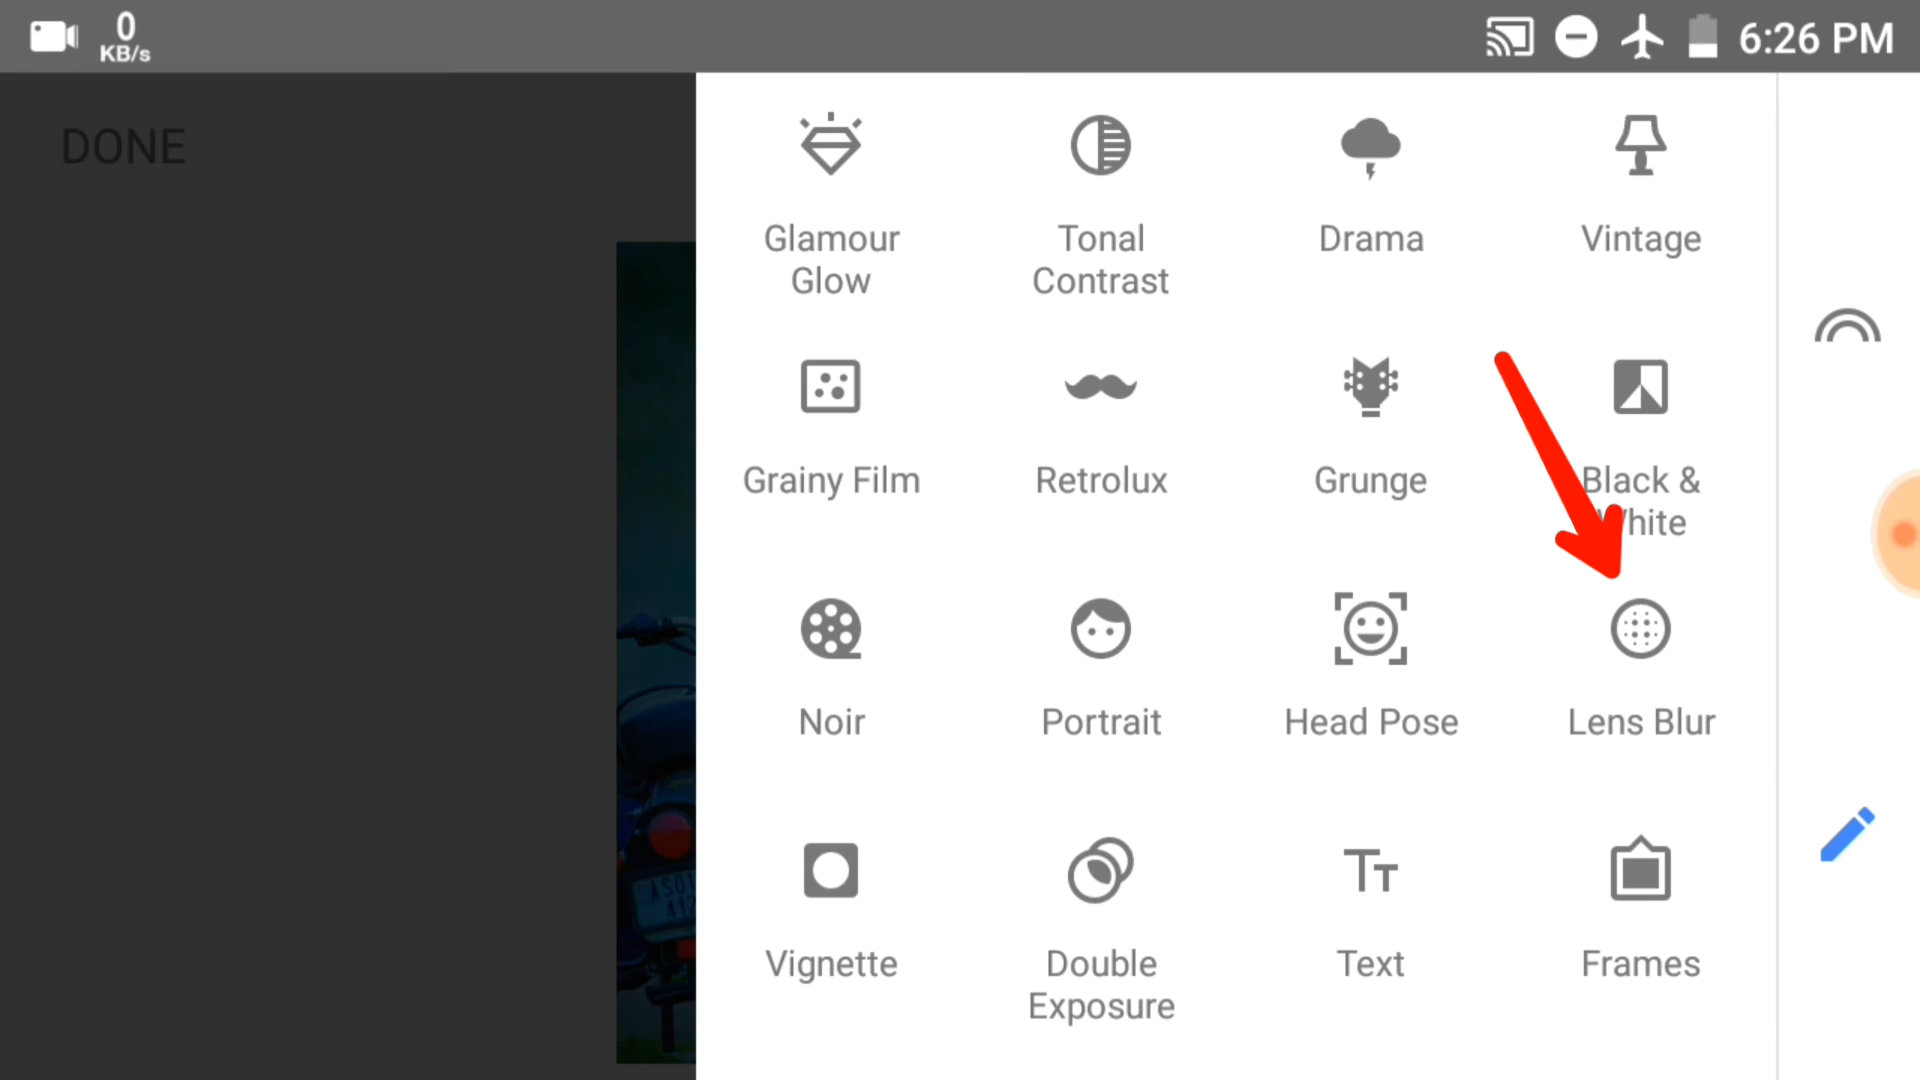 0
KB/s
6:26 PM
DONE
Glamour
Glow
Tonal
Contrast
Drama
Vintage
Grainy Film
Retrolux
Grunge
Black &
White
Noir
Portrait
Head Pose
Lens Blur
Vignette
Double
Exposure
Text
Frames